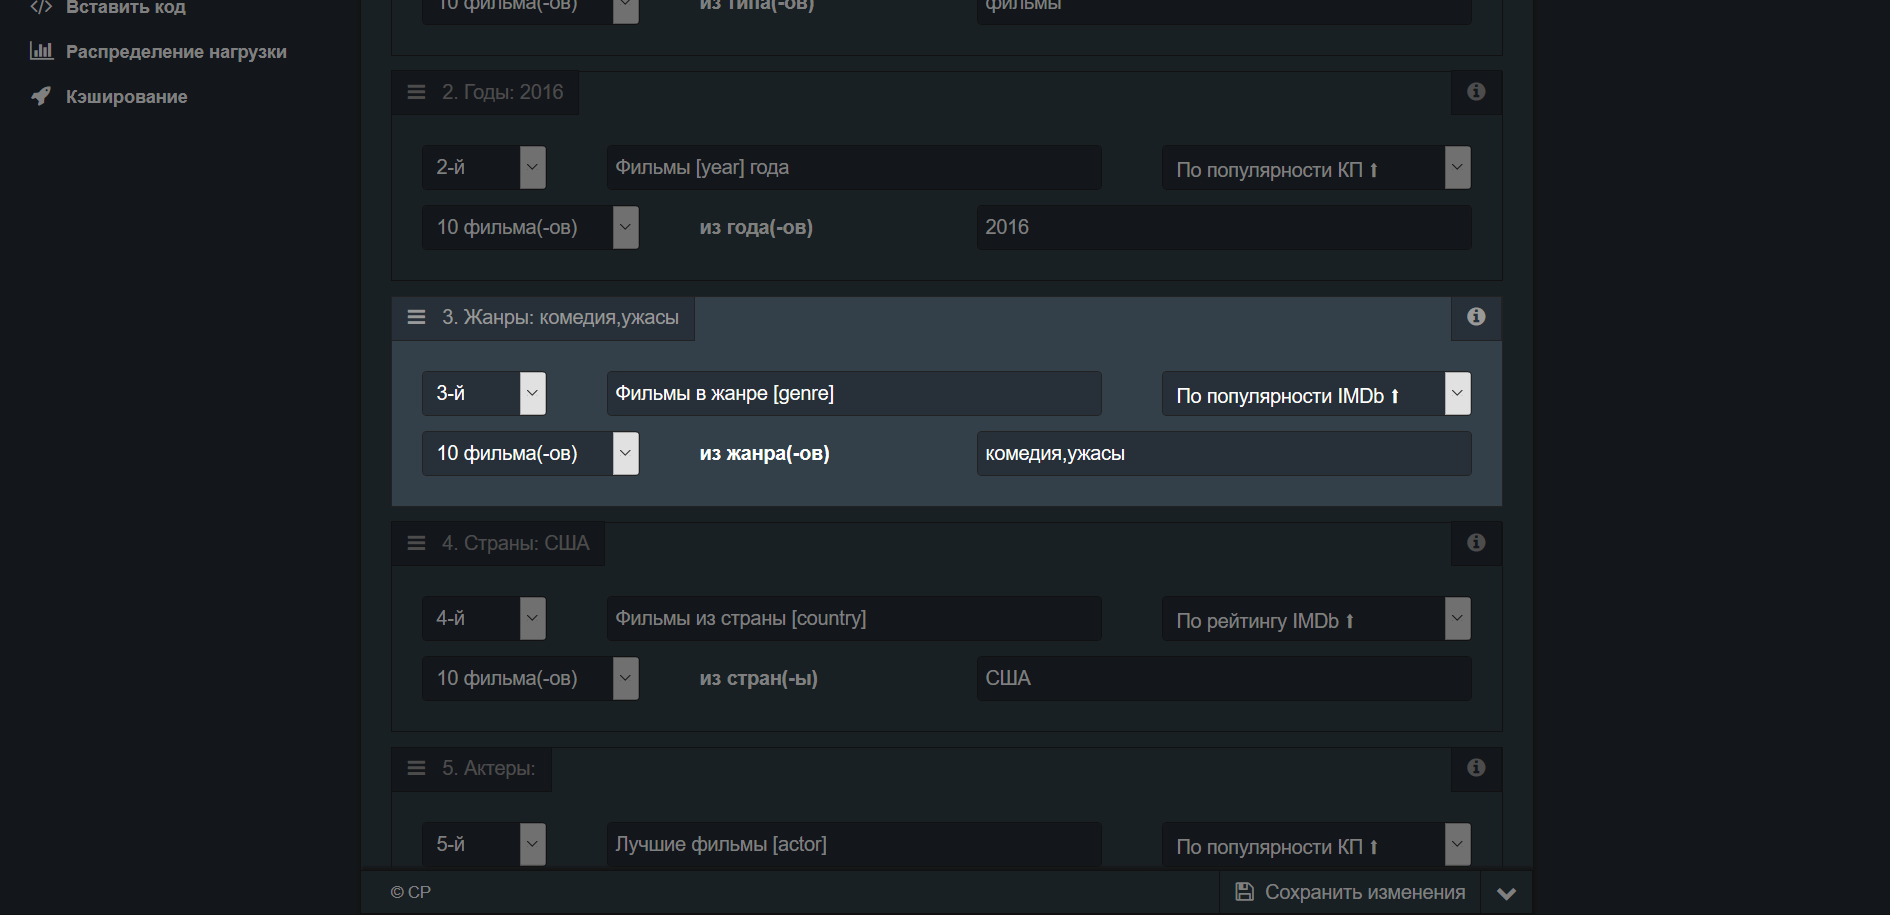 Вставить код
Распределение нагрузки
Кэширование
10 фильма(-ов) из типа(-ов) фильмы
2. Годы: 2016
2-й Фильмы [year] года По популярности КП ⬆
10 фильма(-ов) из года(-ов) 2016
3. Жанры: комедия,ужасы
3-й Фильмы в жанре [genre] По популярности IMDb ⬆
10 фильма(-ов) из жанра(-ов) комедия,ужасы
4. Страны: США
4-й Фильмы из страны [country] По рейтингу IMDb ⬆
10 фильма(-ов) из стран(-ы) США
5. Актеры:
5-й Лучшие фильмы [actor] По популярности КП ⬆
© CP Сохранить изменения